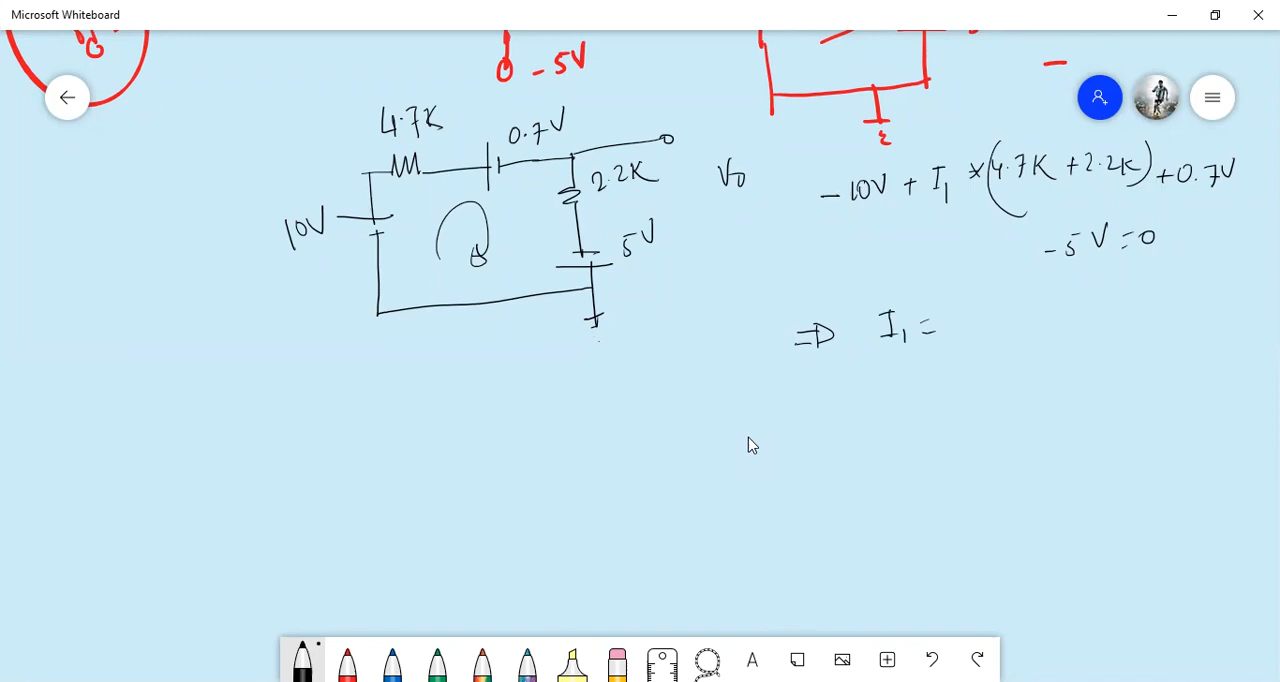 Microsoft Whiteboard
- 5V
4.7K
0.7V
2.2K
10V
5V
Vo
- 10V + I1 × (4.7K + 2.2K) + 0.7V
- 5V = 0
⇒ I1 =
A